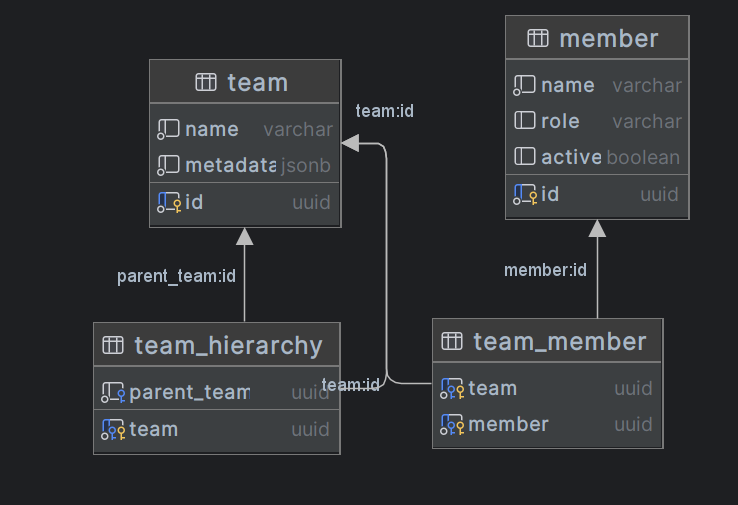 member
name varchar
role varchar
active boolean
id uuid
team
name varchar
metadata jsonb
id uuid
team:id
parent_team:id
member:id
team_hierarchy
parent_team uuid
team uuid
team:id
team_member
team uuid
member uuid